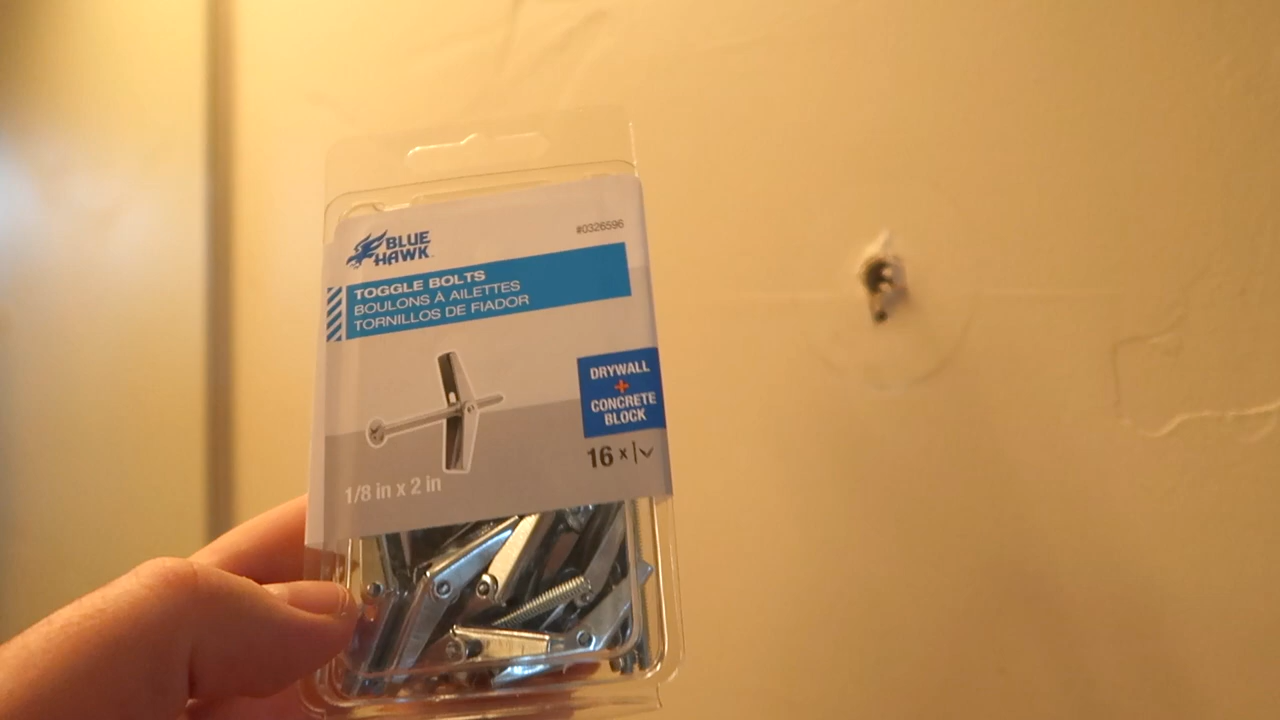 BLUE
HAWK
#0326596
TOGGLE BOLTS
BOULONS À AILETTES
TORNILLOS DE FIADOR
DRYWALL
+
CONCRETE
BLOCK
16 x
1/8 in x 2 in